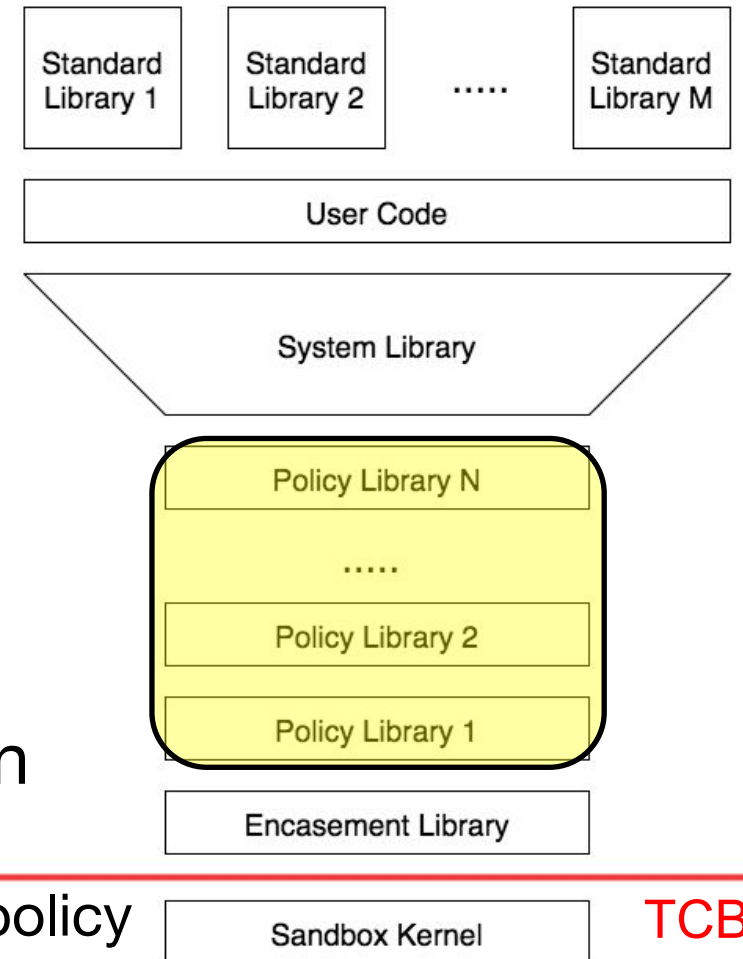 Standard Standard Standard
Library 1 Library 2 ..... Library M
User Code
System Library
Policy Library N
.....
Policy Library 2
Policy Library 1
Encasement Library
policy Sandbox Kernel TCB